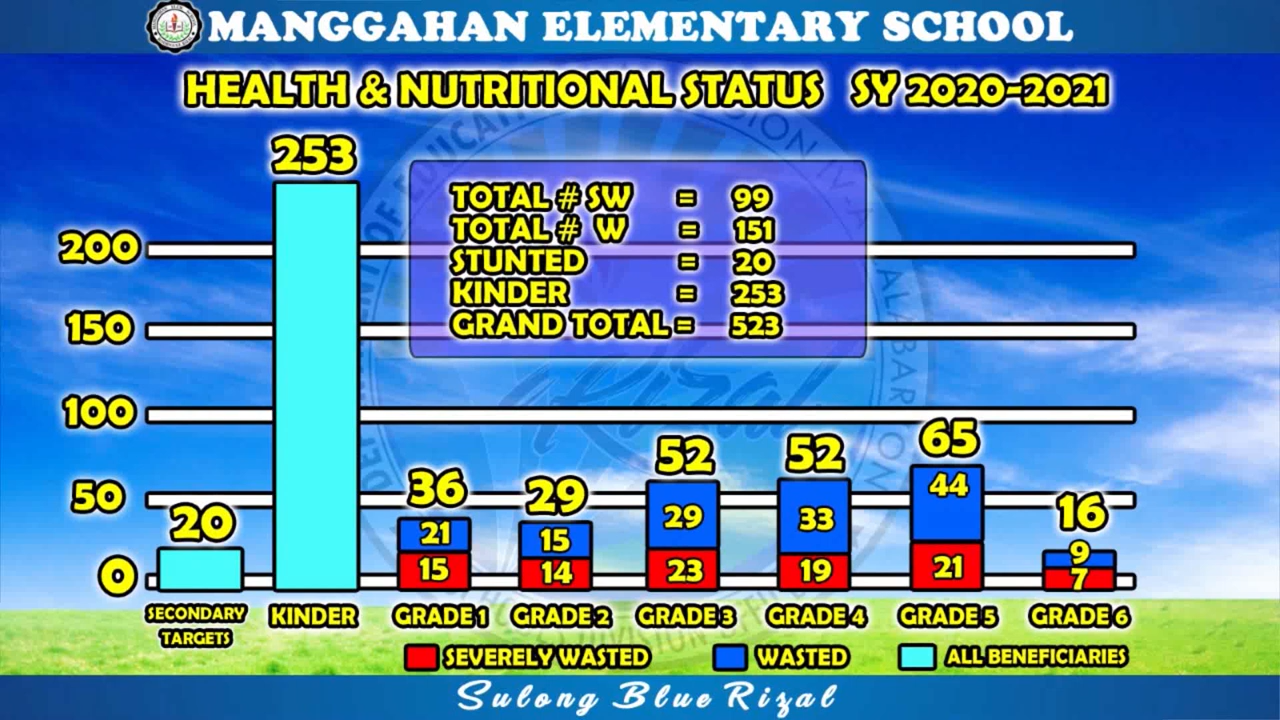 MANGGAHAN ELEMENTARY SCHOOL
HEALTH & NUTRITIONAL STATUS SY 2020-2021
253
TOTAL # SW = 99
TOTAL # W = 151
STUNTED = 20
KINDER = 253
GRAND TOTAL = 523
200
150
100
50
0
20
36
21
15
29
15
14
52
29
23
52
33
19
65
44
21
16
9
7
SECONDARY TARGETS
KINDER
GRADE 1
GRADE 2
GRADE 3
GRADE 4
GRADE 5
GRADE 6
SEVERELY WASTED
WASTED
ALL BENEFICIARIES
Rizal
Sulong Blue Rizal